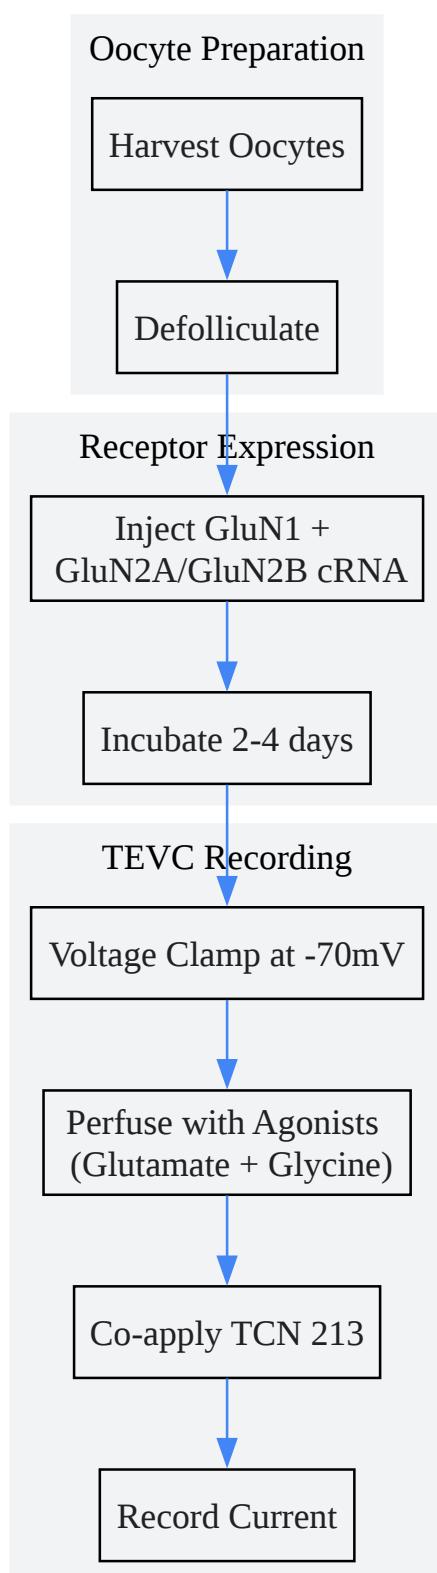 Oocyte Preparation
Harvest Oocytes
Defolliculate
Receptor Expression
Inject GluN1 +
GluN2A/GluN2B cRNA
Incubate 2-4 days
TEVC Recording
Voltage Clamp at -70mV
Perfuse with Agonists
(Glutamate + Glycine)
Co-apply TCN 213
Record Current